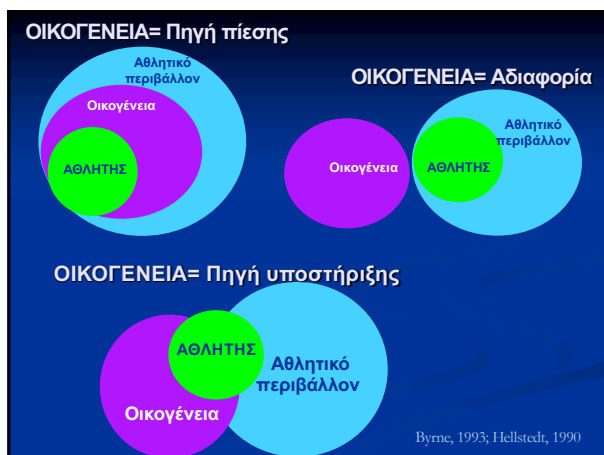 ΟΙΚΟΓΕΝΕΙΑ= Πηγή πίεσης
Αθλητικό
περιβάλλον
Οικογένεια
ΑΘΛΗΤΗΣ
ΟΙΚΟΓΕΝΕΙΑ= Αδιαφορία
Αθλητικό
περιβάλλον
Οικογένεια
ΑΘΛΗΤΗΣ
ΟΙΚΟΓΕΝΕΙΑ= Πηγή υποστήριξης
ΑΘΛΗΤΗΣ
Αθλητικό
περιβάλλον
Οικογένεια
Byrne, 1993; Hellstedt, 1990